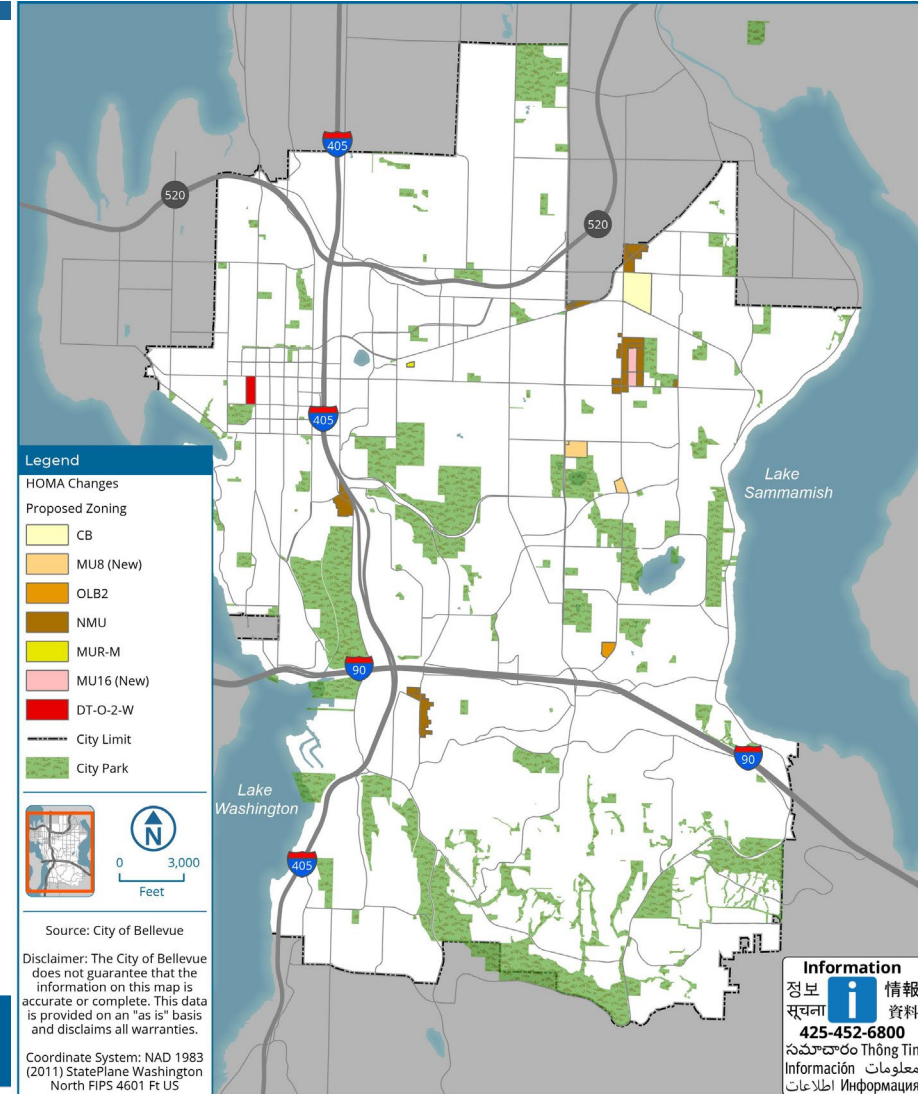 405
520
520
405
Lake
Sammamish
Legend
HOMA Changes
Proposed Zoning
CB
MU8 (New)
OLB2
NMU
MUR-M
MU16 (New)
DT-O-2-W
City Limit
City Park
90
90
Lake
Washington
405
N
0 3,000
Feet
Source: City of Bellevue
Disclaimer: The City of Bellevue
does not guarantee that the
information on this map is
accurate or complete. This data
is provided on an "as is" basis
and disclaims all warranties.
Coordinate System: NAD 1983
(2011) StatePlane Washington
North FIPS 4601 Ft US
Information
정보 i 情報
सूचना 資料
425-452-6800
సమాచారం Thông Tin
Información معلومات
اطلاعات Информация